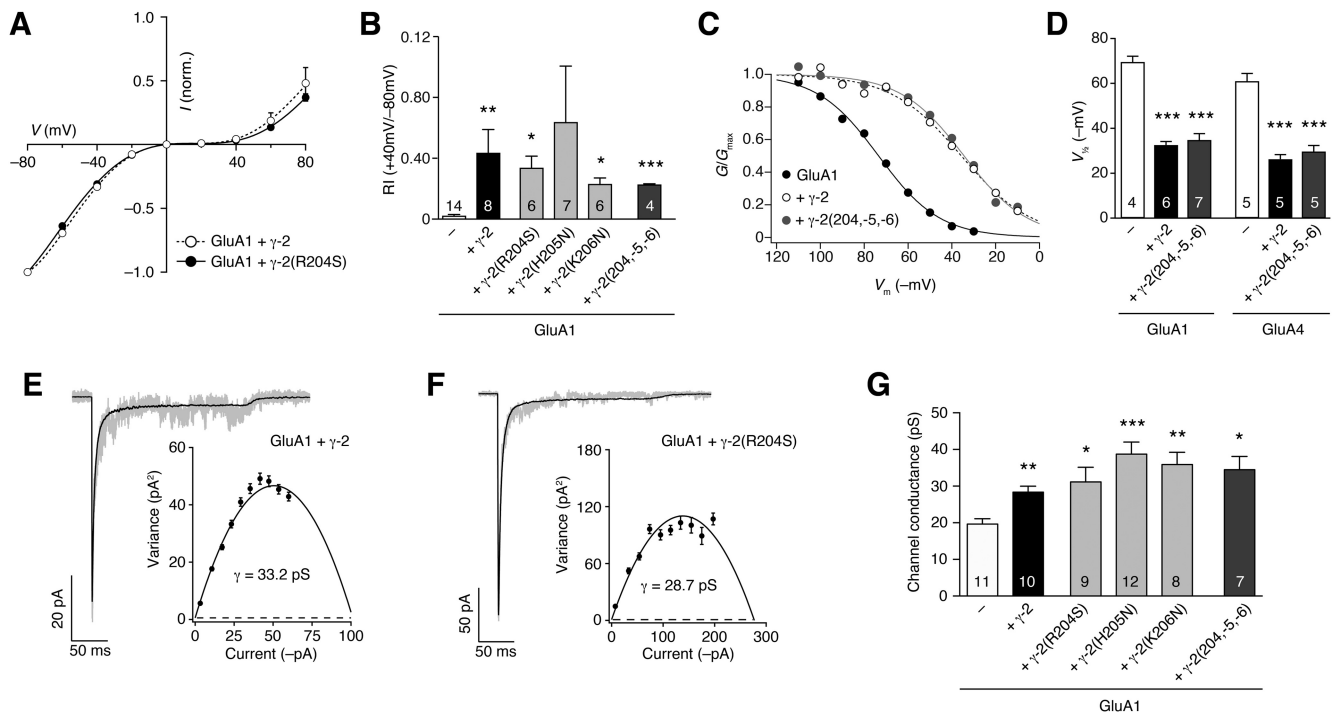 A
1.0
I (norm.)
0.5
V (mV)
−80
−40
40
80
−0.5
GluA1 + γ-2
GluA1 + γ-2(R204S)
−1.0
B
0.12
RI (+40mV/−80mV)
0.80
0.40
0
**
*
*
***
14
8
6
7
6
4
−
+ γ-2
+ γ-2(R204S)
+ γ-2(H205N)
+ γ-2(K206N)
+ γ-2(204,-5,-6)
GluA1
C
G/Gmax
1.0
0.8
0.6
0.4
0.2
0
GluA1
+ γ-2
+ γ-2(204,-5,-6)
120
100
80
60
40
20
0
Vm (−mV)
D
V½ (−mV)
80
60
40
20
0
***
***
***
***
4
6
7
5
5
5
−
+ γ-2
+ γ-2(204,-5,-6)
−
+ γ-2
+ γ-2(204,-5,-6)
GluA1
GluA4
E
20 pA
50 ms
GluA1 + γ-2
Variance (pA²)
60
40
20
0
γ = 33.2 pS
0
25
50
75
100
Current (−pA)
F
50 pA
50 ms
GluA1 + γ-2(R204S)
Variance (pA²)
180
120
60
0
γ = 28.7 pS
0
100
200
300
Current (−pA)
G
Channel conductance (pS)
50
40
30
20
10
0
**
*
***
**
*
11
10
9
12
8
7
−
+ γ-2
+ γ-2(R204S)
+ γ-2(H205N)
+ γ-2(K206N)
+ γ-2(204,-5,-6)
GluA1